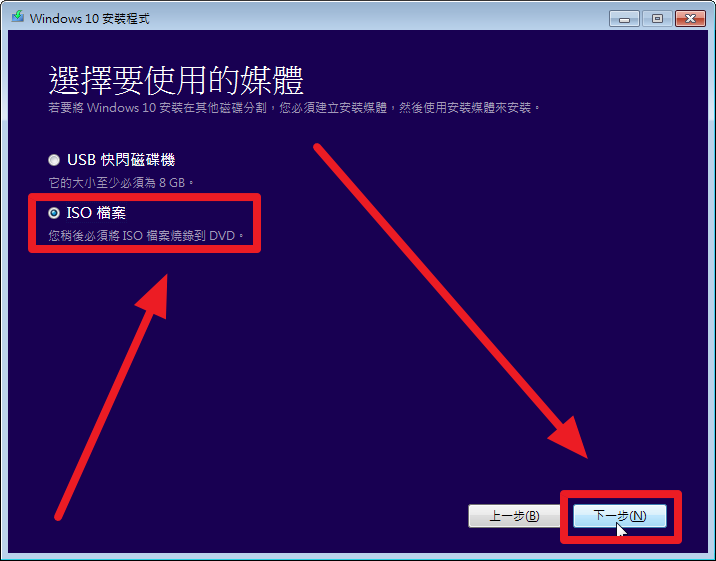 Windows 10 安裝程式
選擇要使用的媒體
若要將 Windows 10 安裝在其他磁碟分割，您必須建立安裝媒體，然後使用安裝媒體來安裝。
USB 快閃磁碟機
它的大小至少必須為 8 GB。
ISO 檔案
您稍後必須將 ISO 檔案燒錄到 DVD。
上一步(B)
下一步(N)